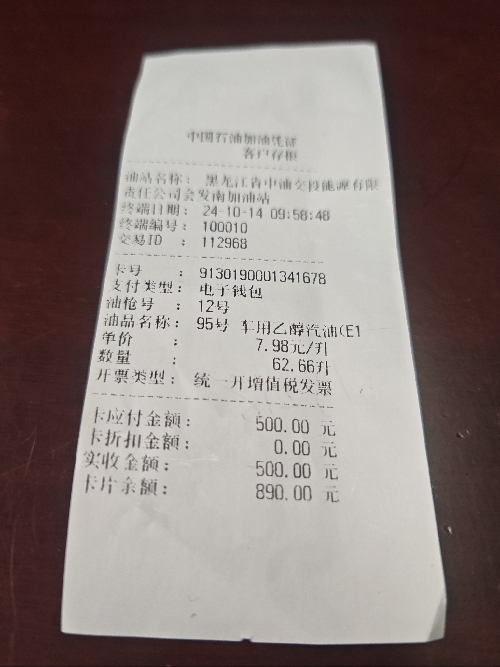 中国石油加油凭证
客户存根
油站名称： 黑龙江省中油交投能源有限
责任公司会发南加油站
终端日期： 24-10-14 09:58:48
终端编号： 100010
交易ID ： 112968
卡号 ： 9130190001341678
支付类型： 电子钱包
油枪号 ： 12号
油品名称： 95号 车用乙醇汽油(E1
单价 ： 7.98元/升
数量 ： 62.66升
开票类型： 统一开增值税发票
卡应付金额： 500.00 元
卡折扣金额： 0.00 元
实收金额： 500.00 元
卡片余额： 890.00 元